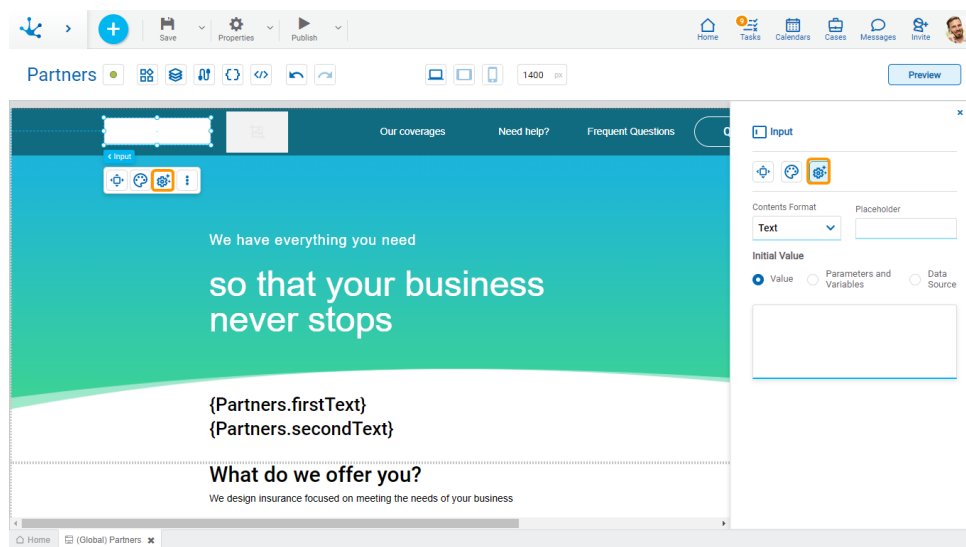 Save
Properties
Publish
Home
9
Tasks
Calendars
Cases
Messages
Invite
Partners
1400 px
Preview
Our coverages
Need help?
Frequent Questions
Input
Input
Contents Format
Placeholder
Text
Initial Value
Value
Parameters and
Variables
Data
Source
We have everything you need
so that your business
never stops
{Partners.firstText}
{Partners.secondText}
What do we offer you?
We design insurance focused on meeting the needs of your business
Home
(Global) Partners